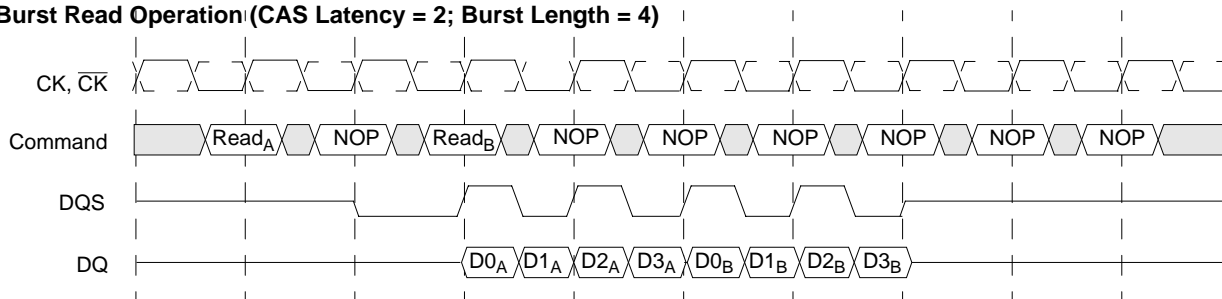 Burst Read Operation (CAS Latency = 2; Burst Length = 4)
CK, C̅K̅
Command ReadA NOP ReadB NOP NOP NOP NOP NOP NOP
DQS
DQ D0A D1A D2A D3A D0B D1B D2B D3B